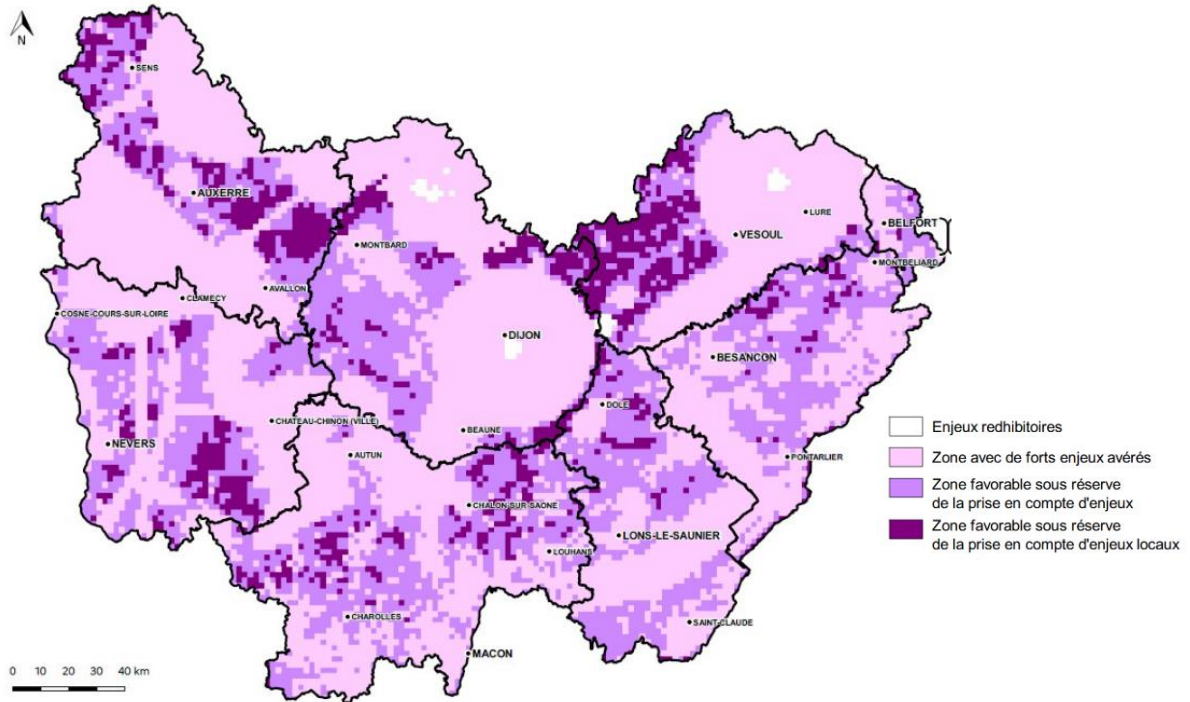 N
SENS
AUXERRE
MONTBARD
LURE
BELFORT
VESOUL
MONTBELIARD
AVALLON
CLAMECY
COSNE-COURS-SUR-LOIRE
DIJON
BESANCON
DOLE
CHATEAU-CHINON (VILLE)
BEAUNE
NEVERS
AUTUN
PONTARLIER
CHALON-SUR-SAONE
LONS-LE-SAUNIER
LOUHANS
CHAROLLES
SAINT-CLAUDE
MACON
Enjeux redhibitoires
Zone avec de forts enjeux avérés
Zone favorable sous réserve
de la prise en compte d'enjeux
Zone favorable sous réserve
de la prise en compte d'enjeux locaux
0 10 20 30 40 km